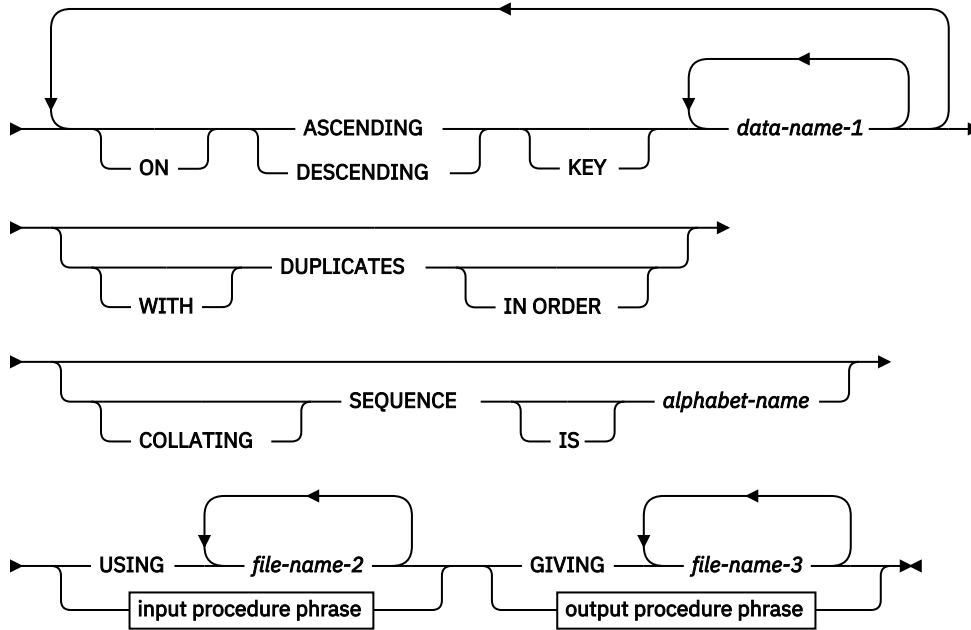 ASCENDING data-name-1
ON DESCENDING KEY
DUPLICATES
WITH IN ORDER
SEQUENCE alphabet-name
COLLATING IS
USING file-name-2 GIVING file-name-3
input procedure phrase output procedure phrase